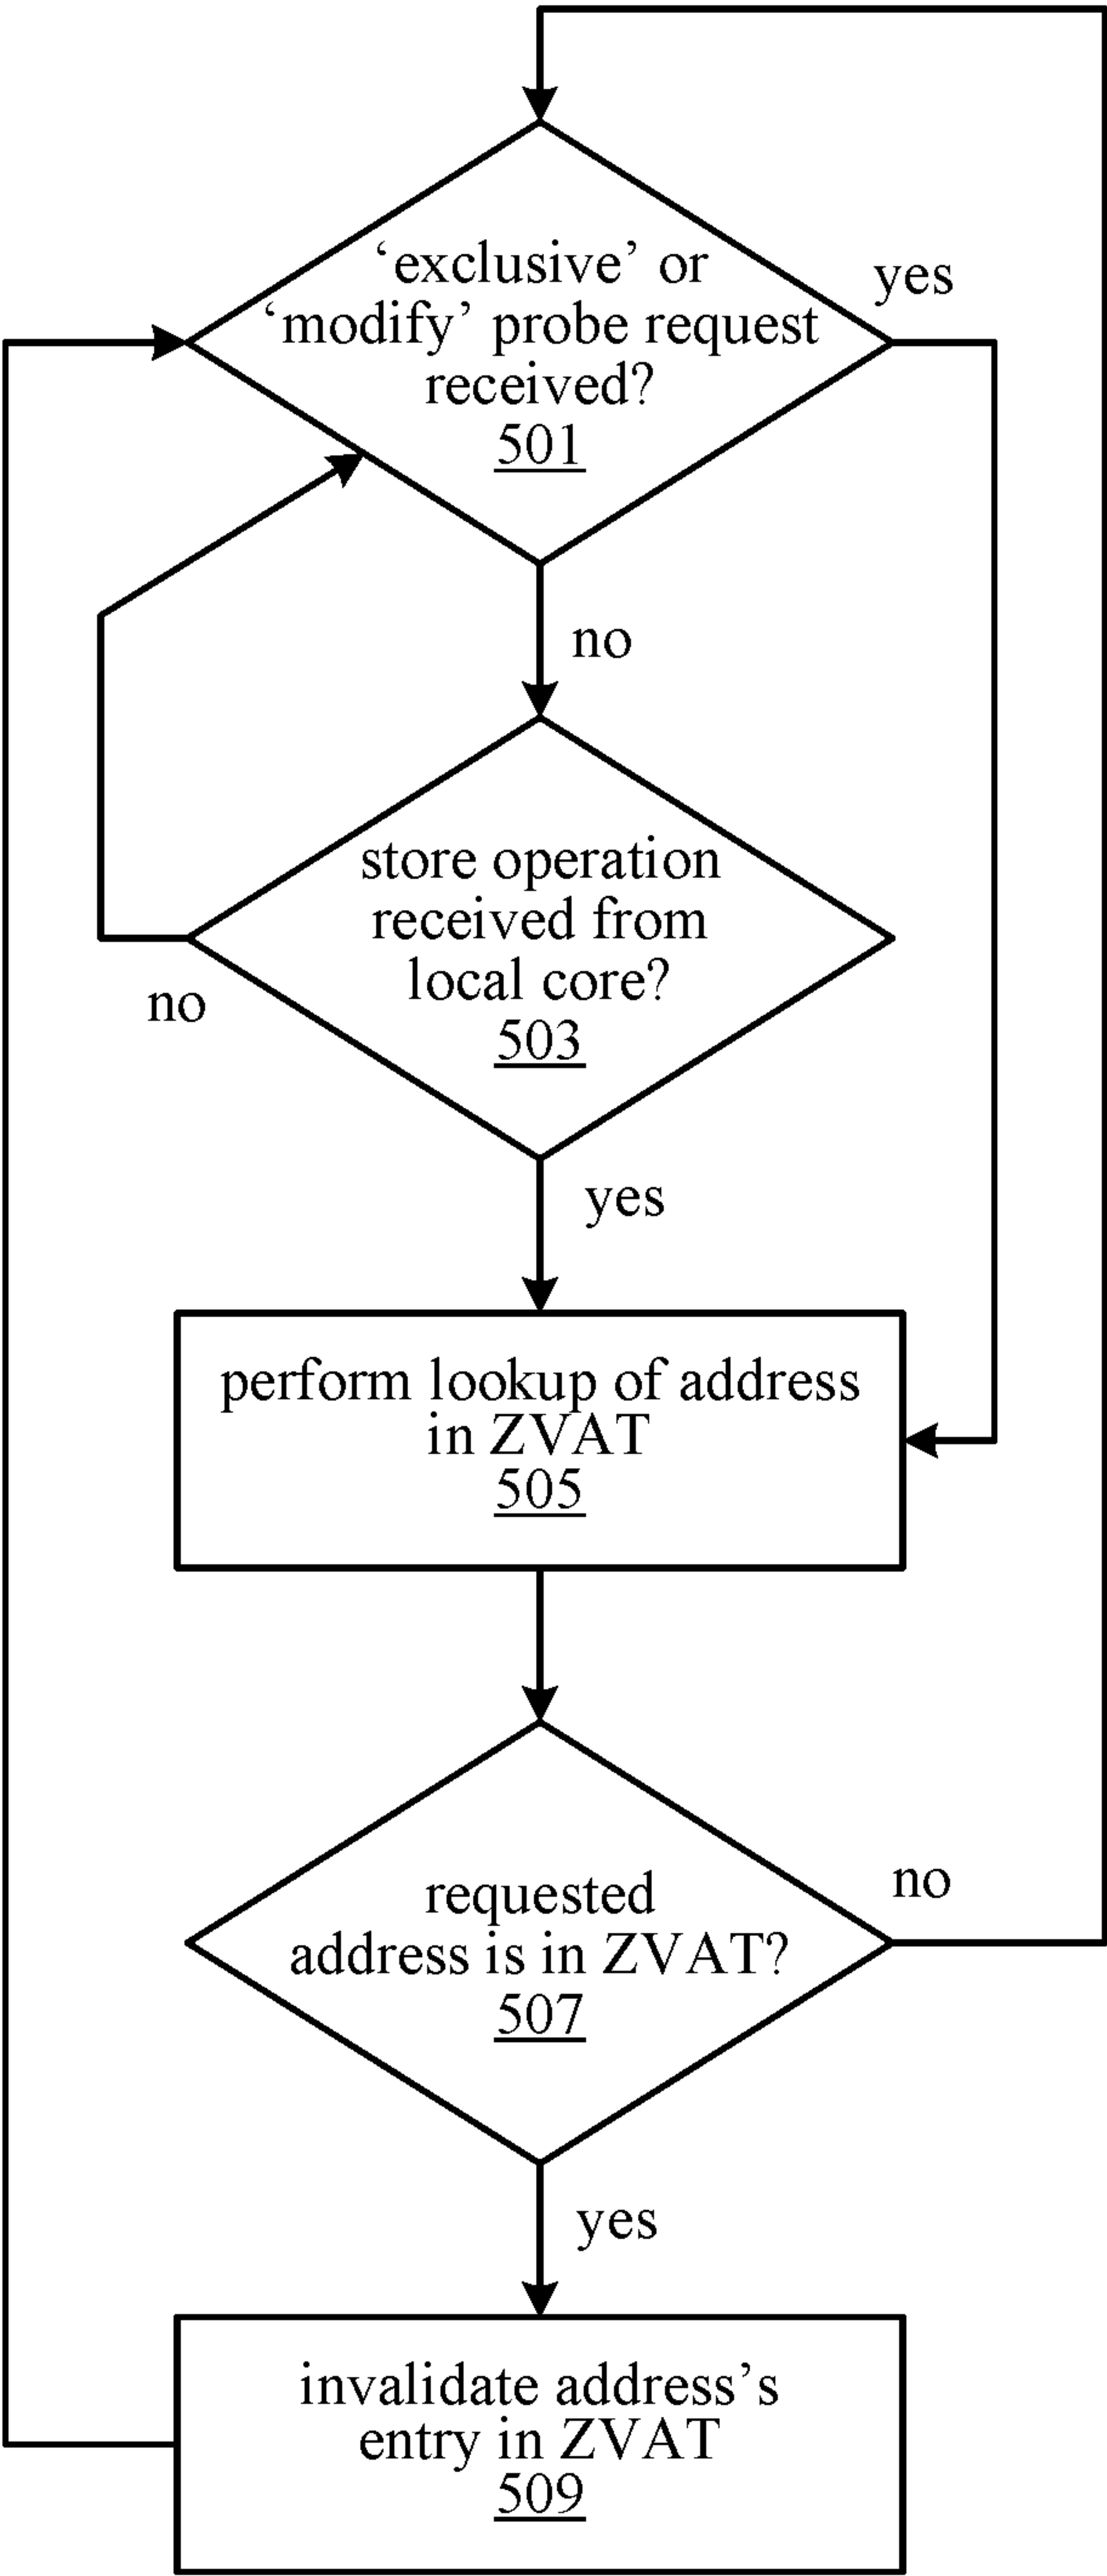 ‘exclusive’ or
‘modify’ probe request
received?
501
yes
no
store operation
received from
local core?
503
no
yes
perform lookup of address
in ZVAT
505
requested
address is in ZVAT?
507
no
yes
invalidate address’s
entry in ZVAT
509